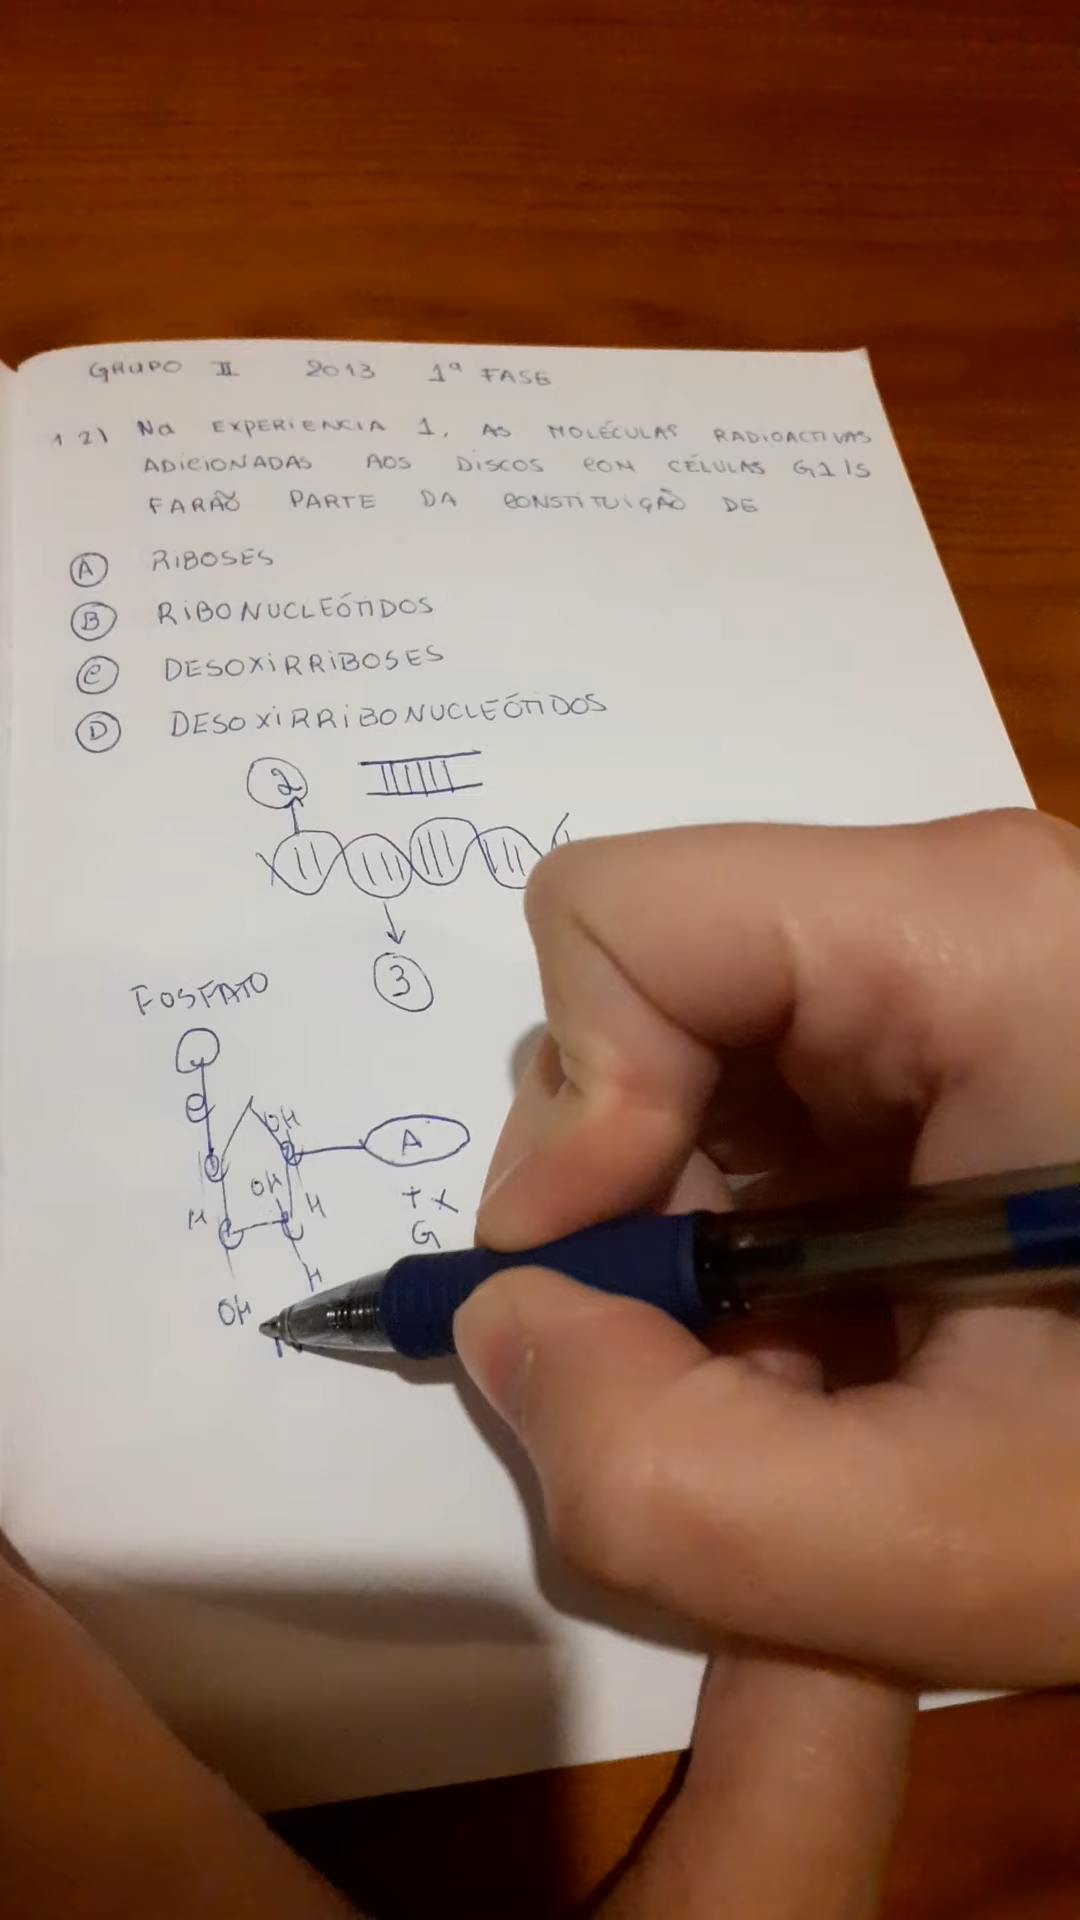 GRUPO II 2013 1ª FASE
1.2) Na EXPERIENCIA 1, AS MOLÉCULAS RADIOACTIVAS
ADICIONADAS AOS DISCOS COM CÉLULAS G1/S
FARÃO PARTE DA CONSTITUIÇÃO DE
A RIBOSES
B RIBONUCLEÓTIDOS
C DESOXIRRIBOSES
D DESOXIRRIBONUCLEÓTIDOS
2
3
FOSFATO
OH
A
OH
H
H
T X
G
H
OH